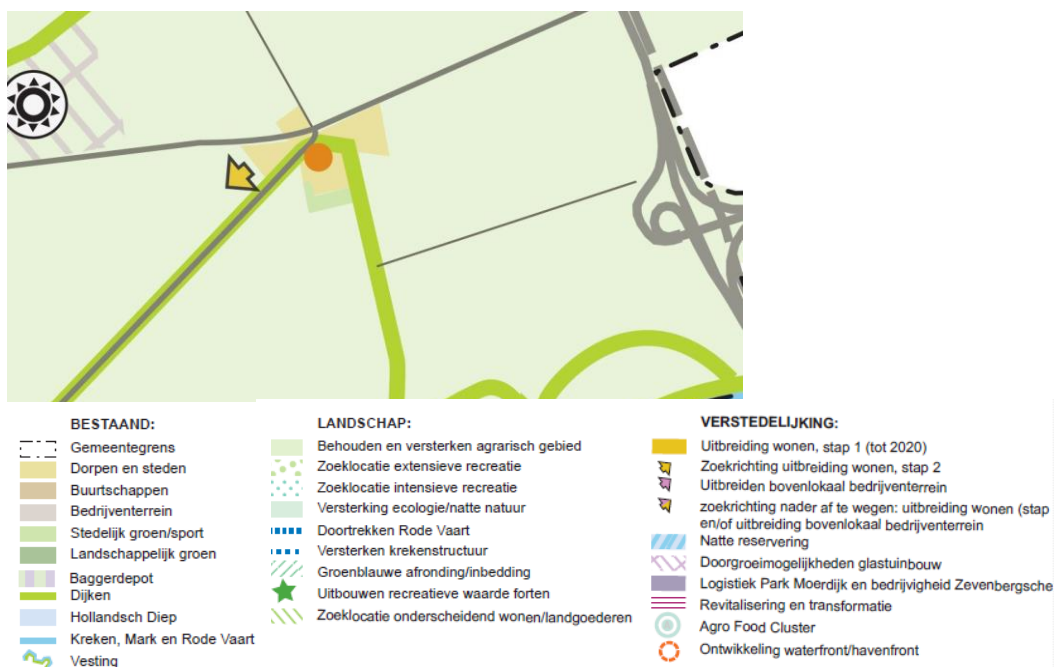 BESTAAND:
Gemeentegrens
Dorpen en steden
Buurtschappen
Bedrijventerrein
Stedelijk groen/sport
Landschappelijk groen
Baggerdepot
Dijken
Hollandsch Diep
Kreken, Mark en Rode Vaart
Vesting
LANDSCHAP:
Behouden en versterken agrarisch gebied
Zoeklocatie extensieve recreatie
Zoeklocatie intensieve recreatie
Versterking ecologie/natte natuur
Doortrekken Rode Vaart
Versterken krekenstructuur
Groenblauwe afronding/inbedding
Uitbouwen recreatieve waarde forten
Zoeklocatie onderscheidend wonen/landgoederen
VERSTEDELIJKING:
Uitbreiding wonen, stap 1 (tot 2020)
Zoekrichting uitbreiding wonen, stap 2
Uitbreiden bovenlokaal bedrijventerrein
zoekrichting nader af te wegen: uitbreiding wonen (stap
en/of uitbreiding bovenlokaal bedrijventerrein
Natte reservering
Doorgroeimogelijkheden glastuinbouw
Logistiek Park Moerdijk en bedrijvigheid Zevenbergsche
Revitalisering en transformatie
Agro Food Cluster
Ontwikkeling waterfront/havenfront